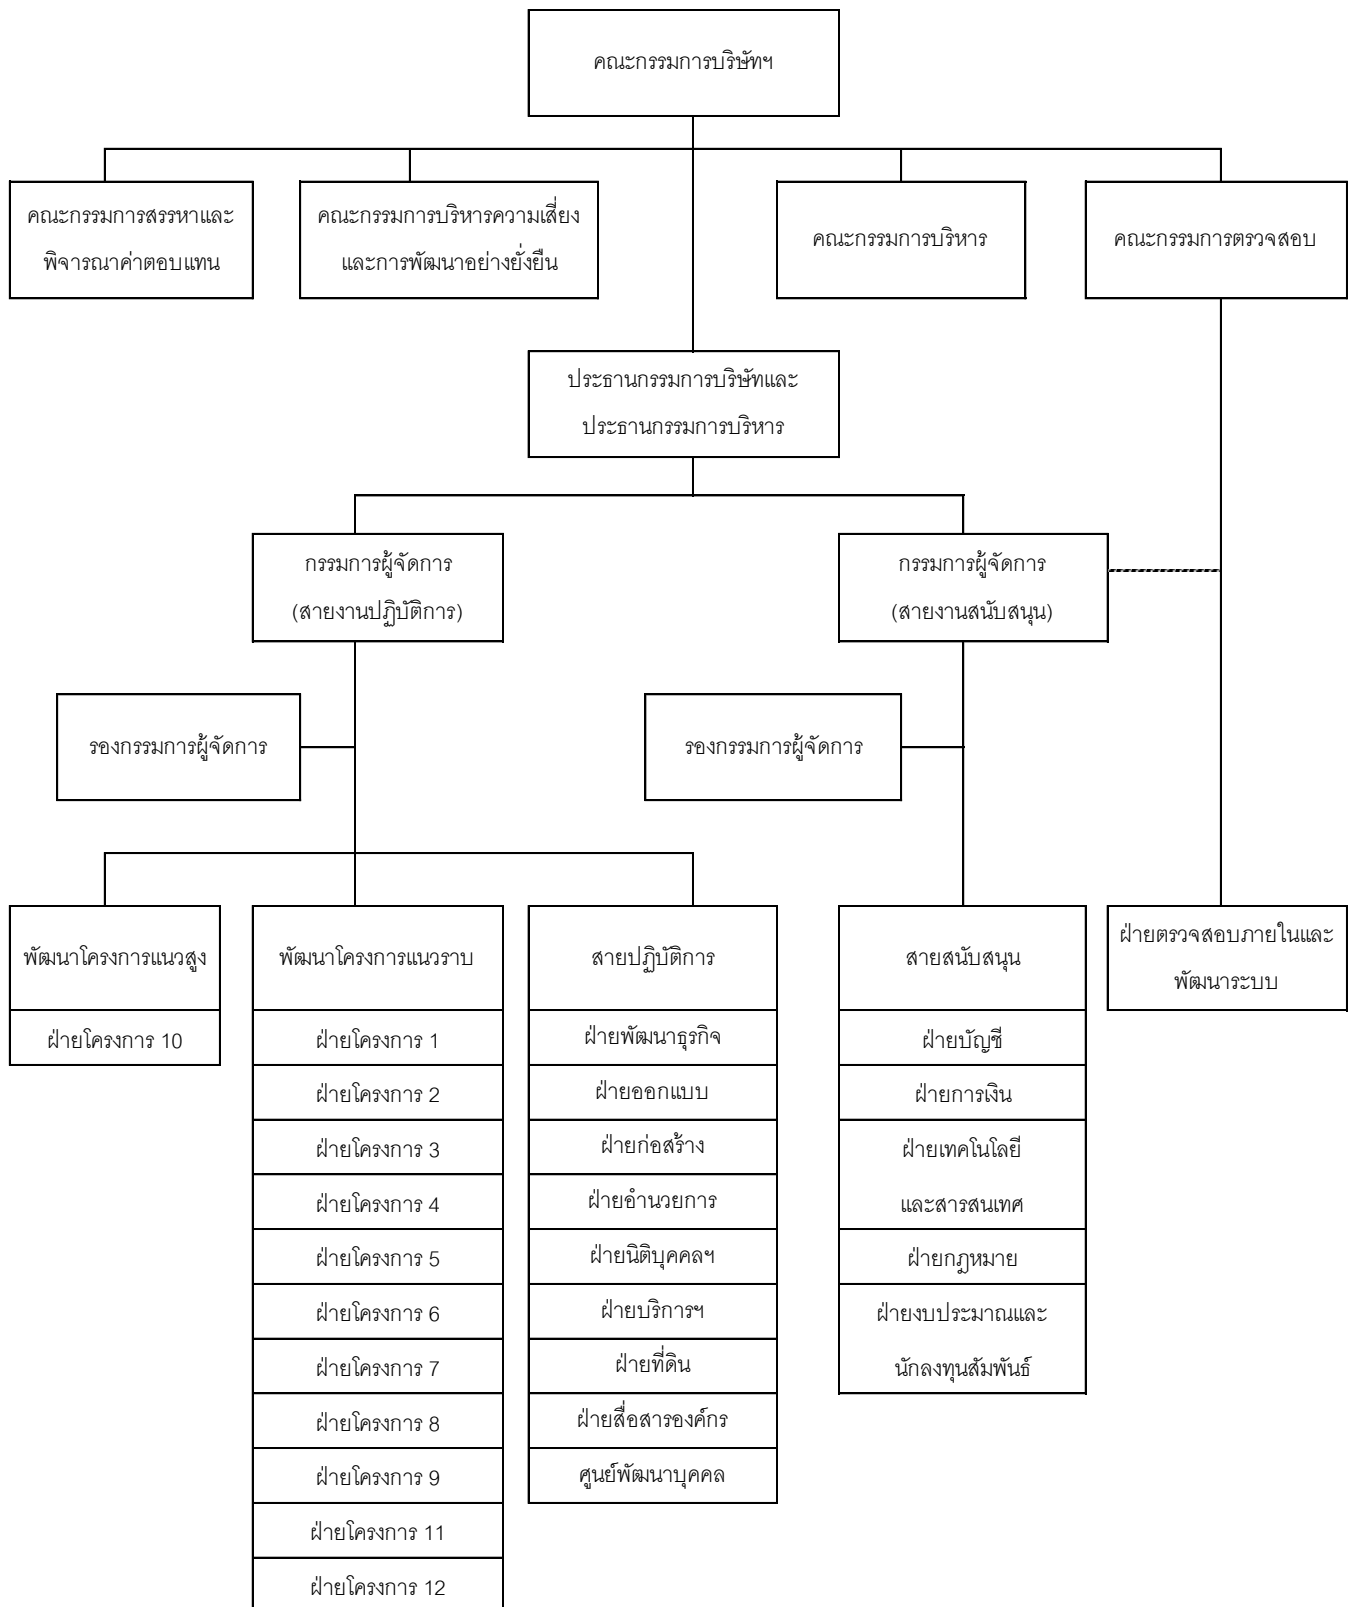 คณะกรรมการบริษัทฯ
คณะกรรมการสรรหาและ
พิจารณาค่าตอบแทน
คณะกรรมการบริหารความเสี่ยง
และการพัฒนาอย่างยั่งยืน
คณะกรรมการบริหาร
คณะกรรมการตรวจสอบ
ประธานกรรมการบริษัทและ
ประธานกรรมการบริหาร
กรรมการผู้จัดการ
(สายงานปฏิบัติการ)
กรรมการผู้จัดการ
(สายงานสนับสนุน)
รองกรรมการผู้จัดการ
รองกรรมการผู้จัดการ
พัฒนาโครงการแนวสูง
ฝ่ายโครงการ 10
พัฒนาโครงการแนวราบ
ฝ่ายโครงการ 1
ฝ่ายโครงการ 2
ฝ่ายโครงการ 3
ฝ่ายโครงการ 4
ฝ่ายโครงการ 5
ฝ่ายโครงการ 6
ฝ่ายโครงการ 7
ฝ่ายโครงการ 8
ฝ่ายโครงการ 9
ฝ่ายโครงการ 11
ฝ่ายโครงการ 12
สายปฏิบัติการ
ฝ่ายพัฒนาธุรกิจ
ฝ่ายออกแบบ
ฝ่ายก่อสร้าง
ฝ่ายอำนวยการ
ฝ่ายนิติบุคคลฯ
ฝ่ายบริการฯ
ฝ่ายที่ดิน
ฝ่ายสื่อสารองค์กร
ศูนย์พัฒนาบุคคล
สายสนับสนุน
ฝ่ายบัญชี
ฝ่ายการเงิน
ฝ่ายเทคโนโลยี
และสารสนเทศ
ฝ่ายกฎหมาย
ฝ่ายงบประมาณและ
นักลงทุนสัมพันธ์
ฝ่ายตรวจสอบภายในและ
พัฒนาระบบ